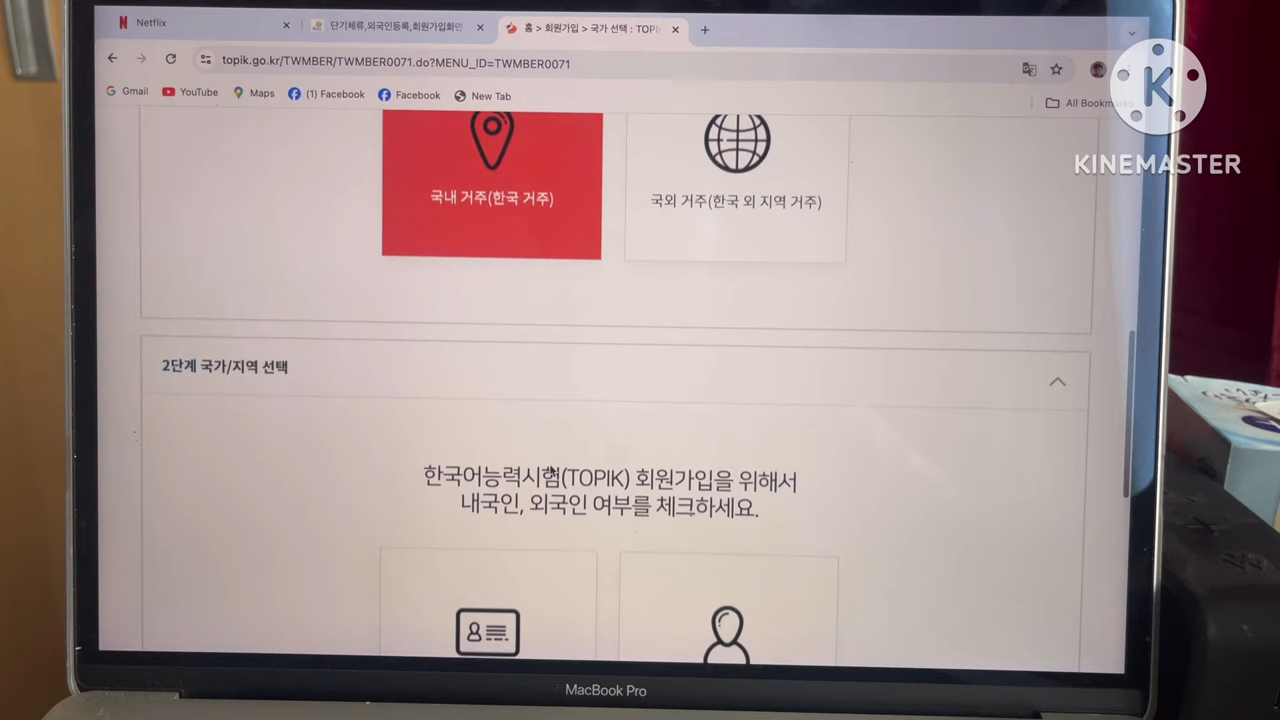 Netflix
단기체류,외국인등록,회원가입화면
홈 > 회원가입 > 국가 선택 : TOPI
topik.go.kr/TWMBER/TWMBER0071.do?MENU_ID=TWMBER0071
Gmail
YouTube
Maps
(1) Facebook
Facebook
New Tab
All Bookmarks
K
KINEMASTER
국내 거주(한국 거주)
국외 거주(한국 외 지역 거주)
2단계 국가/지역 선택
한국어능력시험(TOPIK) 회원가입을 위해서
내국인, 외국인 여부를 체크하세요.
MacBook Pro